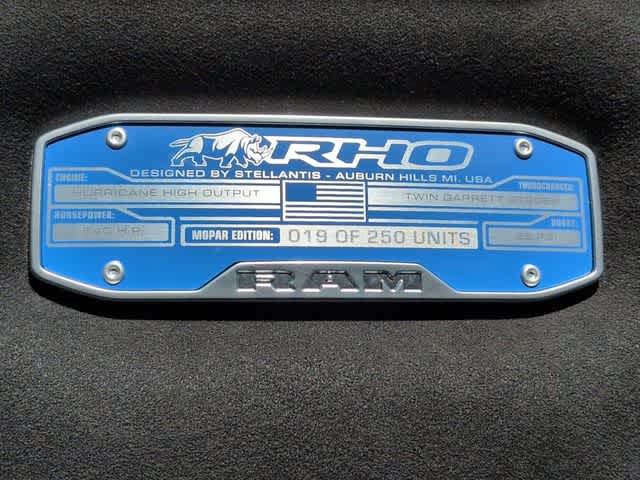 RHO
DESIGNED BY STELLANTIS - AUBURN HILLS MI. USA
ENGINE:
HURRICANE HIGH OUTPUT
TURBOCHARGED:
TWIN GARRETT
HORSEPOWER:
540 H.P.
MOPAR EDITION: 019 OF 250 UNITS
BOOST:
RAM